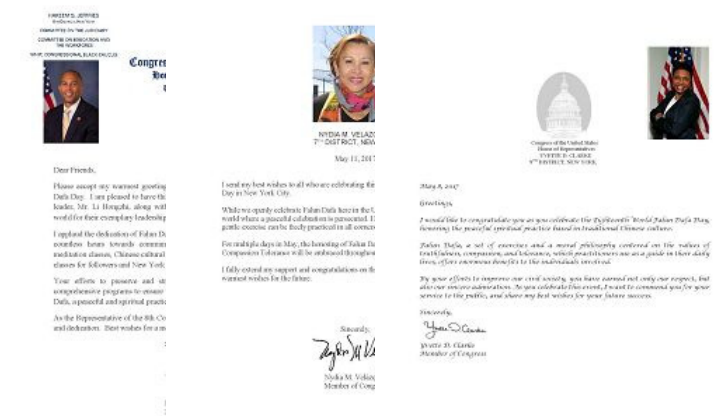 HAKEEM S. JEFFRIES
COMMITTEE ON THE JUDICIARY
COMMITTEE ON EDUCATION AND
THE WORKFORCE
WHIP, CONGRESSIONAL BLACK CAUCUS
Congres
Dear Friends,
Please accept my warmest greeting
Dafa Day. I am pleased to have th
leader, Mr. Li Hongzhi, along with
world for their exemplary leadership
I applaud the dedication of Falun Da
countless hours towards commun
meditation classes, Chinese cultural
classes for followers and New York
Your efforts to preserve and st
comprehensive programs to ensure
Dafa, a peaceful and spiritual practic
As the Representative of the 8th Co
and dedication. Best wishes for a m
NYDIA M. VELAZQ
7TH DISTRICT, NEW
May 11, 2017
I send my best wishes to all who are celebrating thi
Day in New York City.
While we openly celebrate Falun Dafa here in the U
world where a peaceful celebration is persecuted. I
gentle exercise can be freely practiced in all corne
For multiple days in May, the honoring of Falun Da
Compassion Tolerance will be embraced throughou
I fully extend my support and congratulations on th
warmest wishes for the future.
Sincerely,
Nydia M. Velázq
Member of Cong
Congress of the United States
House of Representatives
YVETTE D. CLARKE
9TH DISTRICT, NEW YORK
May 8, 2017
Greetings,
I would like to congratulate you as you celebrate the Eighteenth World Falun Dafa Day,
honoring the peaceful spiritual practice based in traditional Chinese culture.
Falun Dafa, a set of exercises and a moral philosophy centered on the values of
truthfulness, compassion, and tolerance, which practitioners use as a guide in their daily
lives, offers enormous benefits to the individuals involved.
By your efforts to improve our civil society, you have earned not only our respect, but
also our sincere admiration. As you celebrate this event, I want to commend you for your
service to the public, and share my best wishes for your future success.
Sincerely,
Yvette D. Clarke
Yvette D. Clarke
Member of Congress